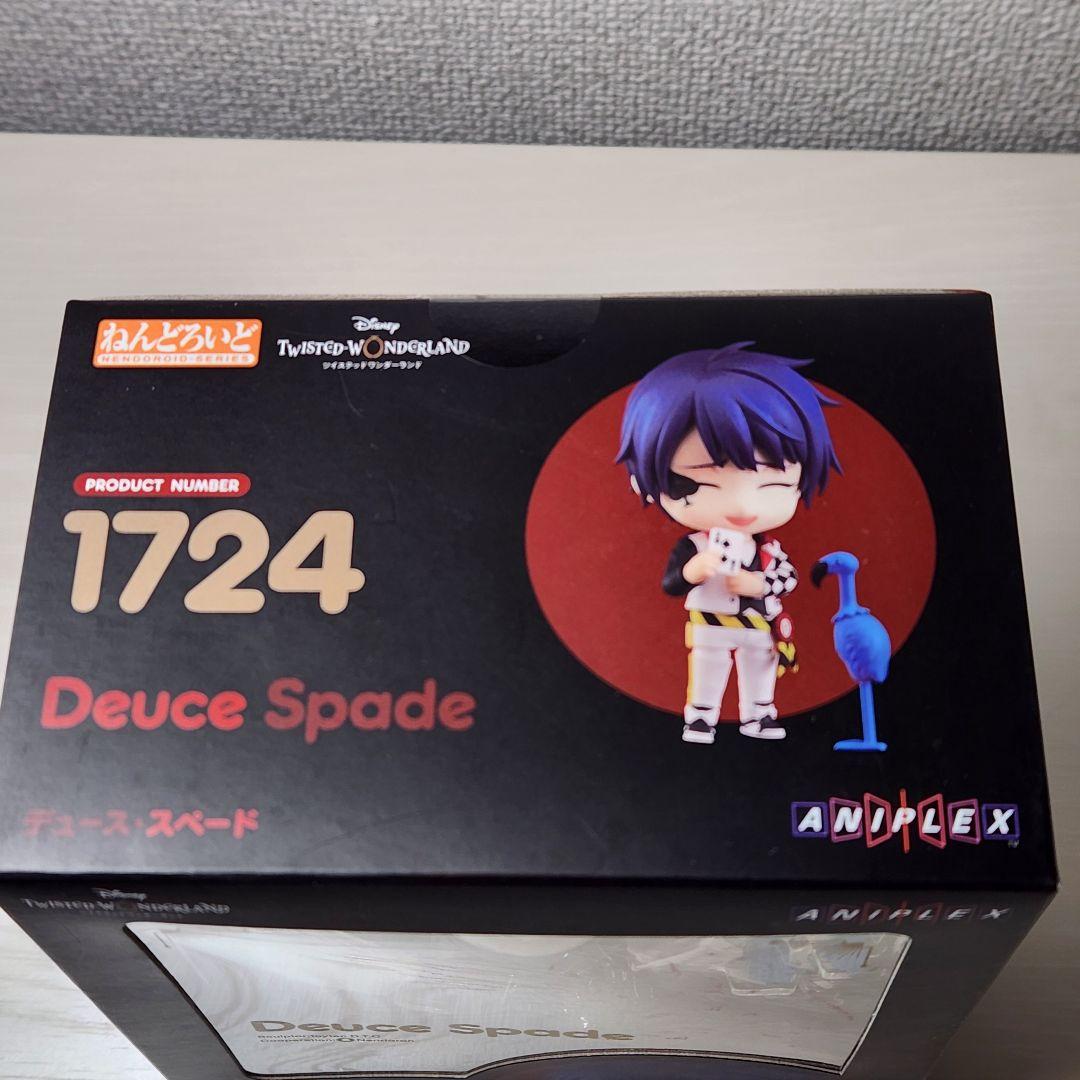 ねんどろいど
NENDOROID-SERIES
Disney
TWISTED-WONDERLAND
ツイステッドワンダーランド
PRODUCT NUMBER
1724
Deuce Spade
デュース・スペード
ANIPLEX
Disney
TWISTED-WONDERLAND
ANIPLEX
Deuce Spade
Cooperation: Nendoron